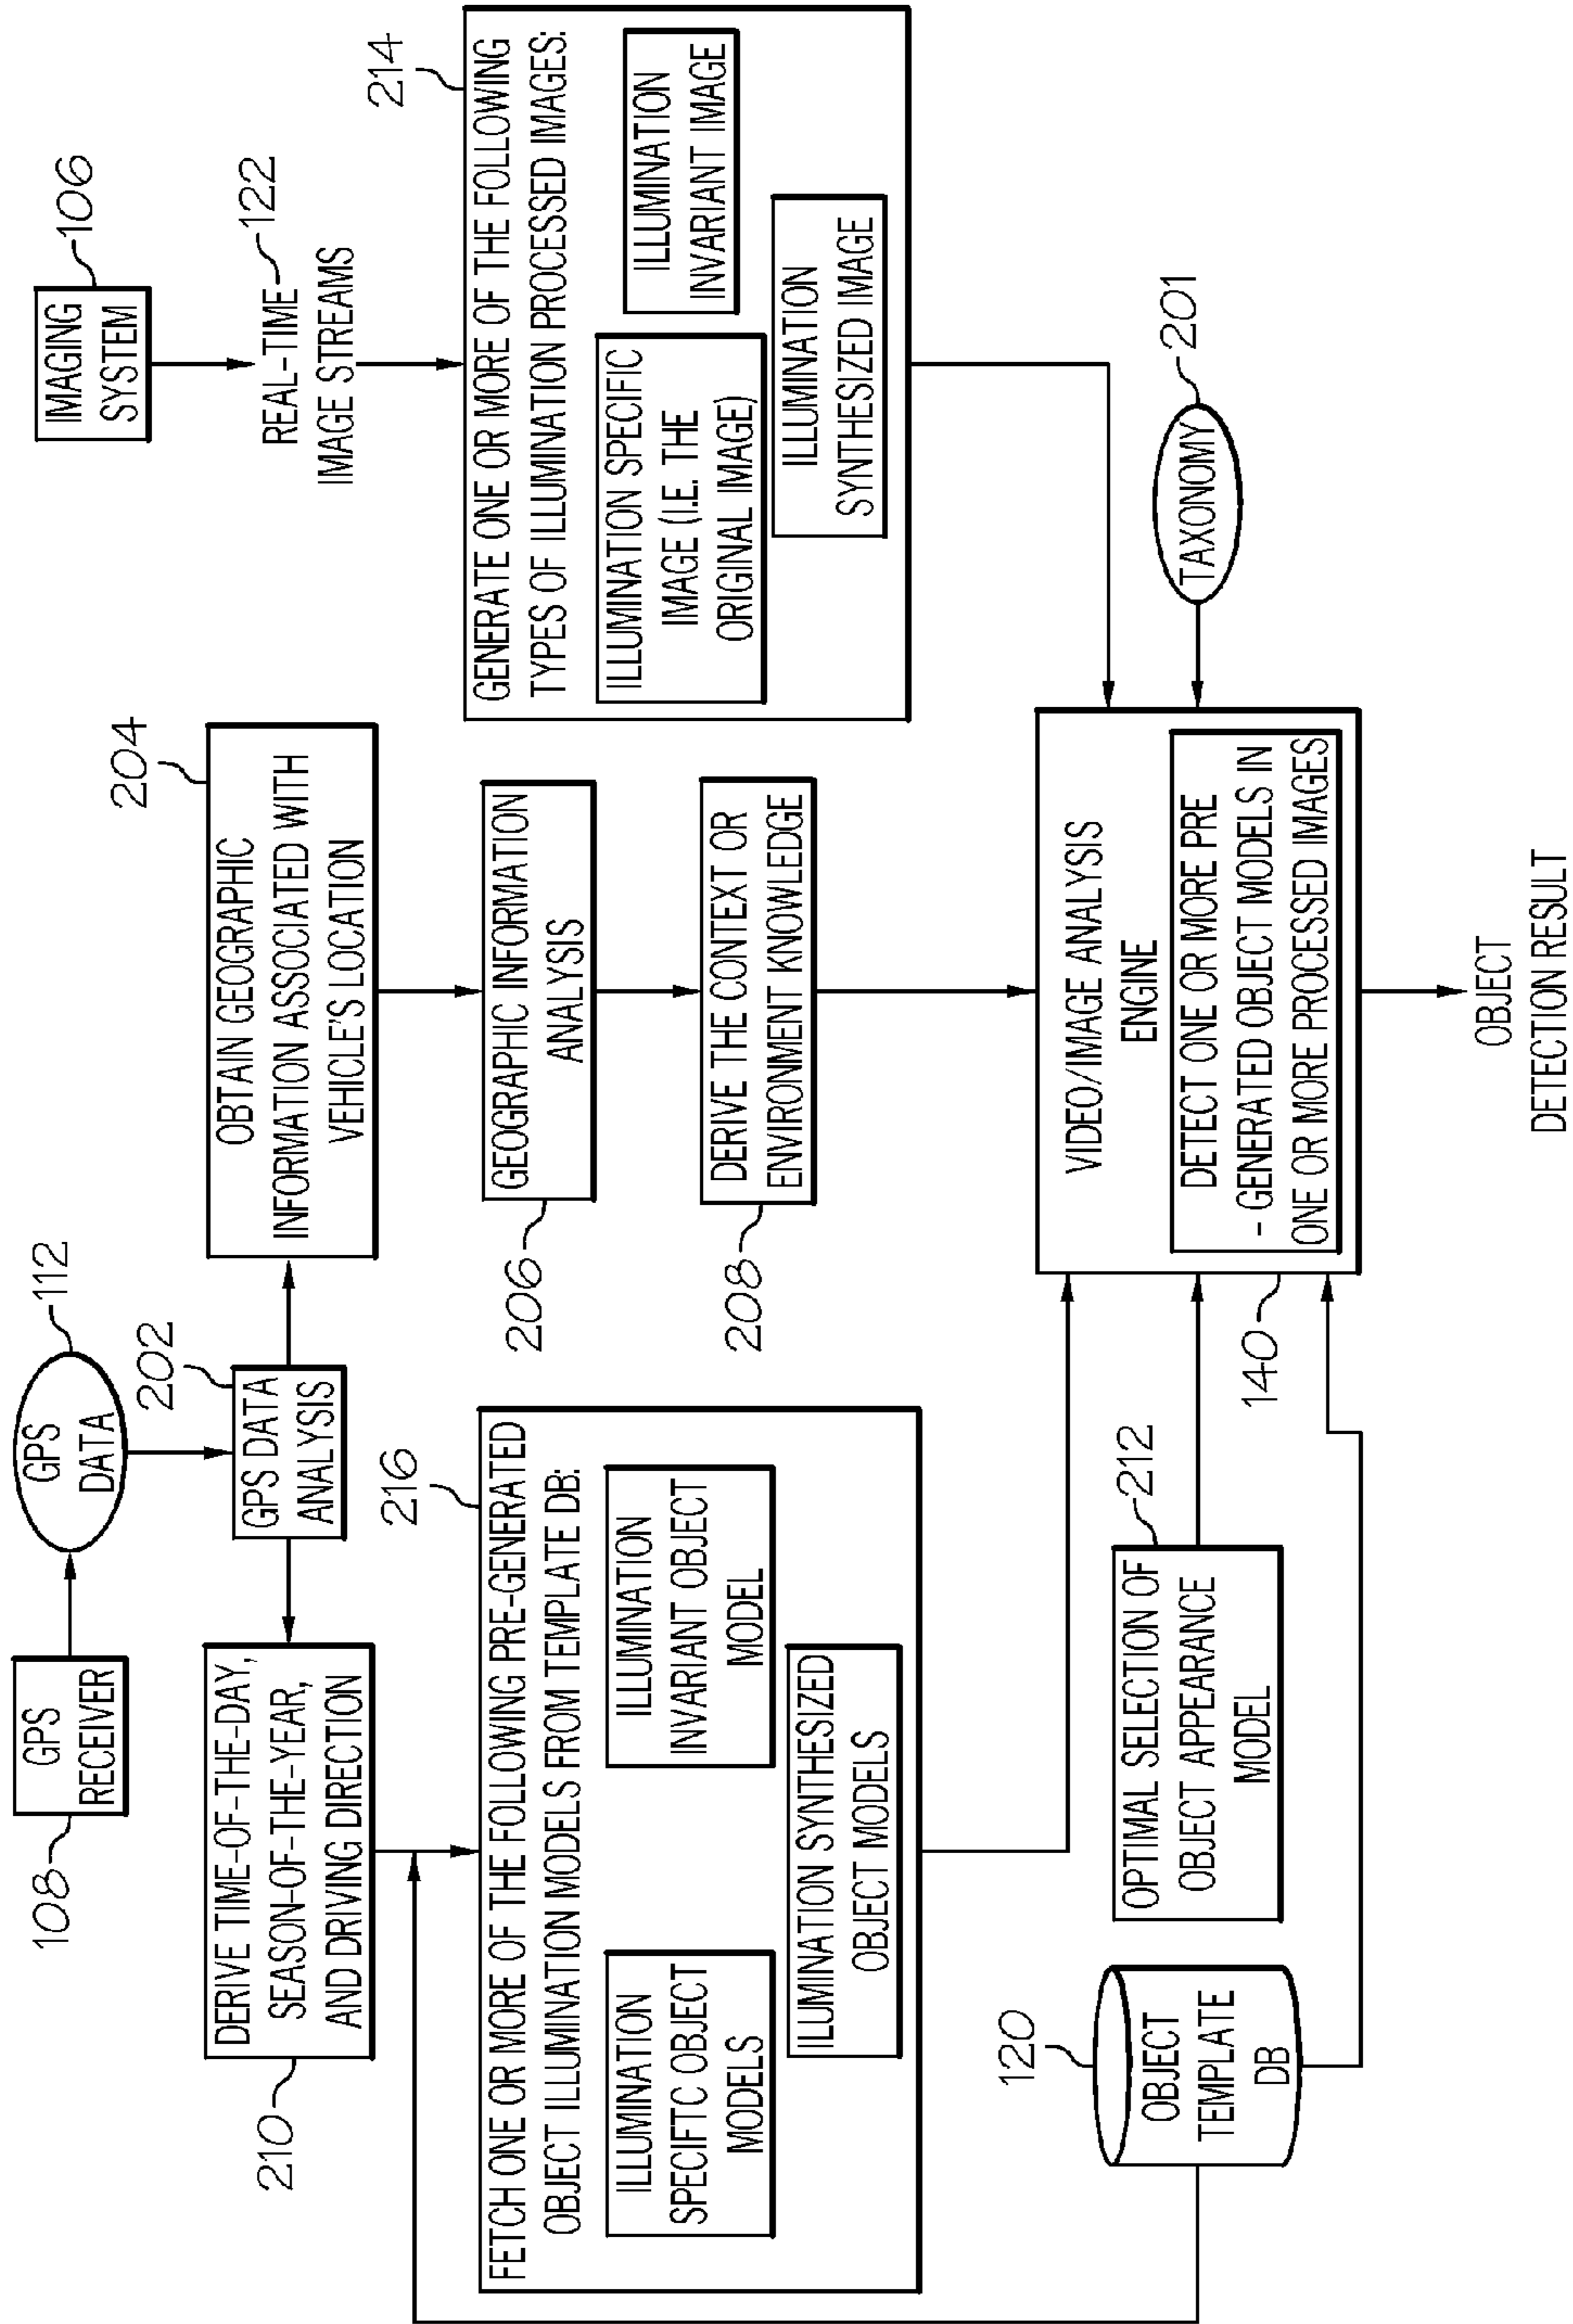 GPS
RECEIVER
108
GPS
DATA
112
IMAGING
SYSTEM
106
GPS DATA
ANALYSIS
202
DERIVE TIME-OF-THE-DAY,
SEASON-OF-THE-YEAR,
AND DRIVING DIRECTION
210
OBTAIN GEOGRAPHIC
INFORMATION ASSOCIATED WITH
VEHICLE'S LOCATION
204
REAL-TIME
IMAGE STREAMS
122
FETCH ONE OR MORE OF THE FOLLOWING PRE-GENERATED
OBJECT ILLUMINATION MODELS FROM TEMPLATE DB:
216
ILLUMINATION
SPECIFTC OBJECT
MODELS
ILLUMINATION
INVARIANT OBJECT
MODEL
ILLUMINATION SYNTHESIZED
OBJECT MODELS
GEOGRAPHIC INFORMATION
ANALYSIS
206
DERIVE THE CONTEXT OR
ENVIRONMENT KNOWLEDGE
208
GENERATE ONE OR MORE OF THE FOLLOWING
TYPES OF ILLUMINATION PROCESSED IMAGES:
214
ILLUMINATION SPECIFIC
IMAGE (I.E. THE
ORIGINAL IMAGE)
ILLUMINATION
INVARIANT IMAGE
ILLUMINATION
SYNTHESIZED IMAGE
120
OBJECT
TEMPLATE
DB
OPTIMAL SELECTION OF
OBJECT APPEARANCE
MODEL
212
VIDEO/IMAGE ANALYSIS
ENGINE
DETECT ONE OR MORE PRE
- GENERATED OBJECT MODELS IN
ONE OR MORE PROCESSED IMAGES
140
TAXONOMY
201
OBJECT
DETECTION RESULT